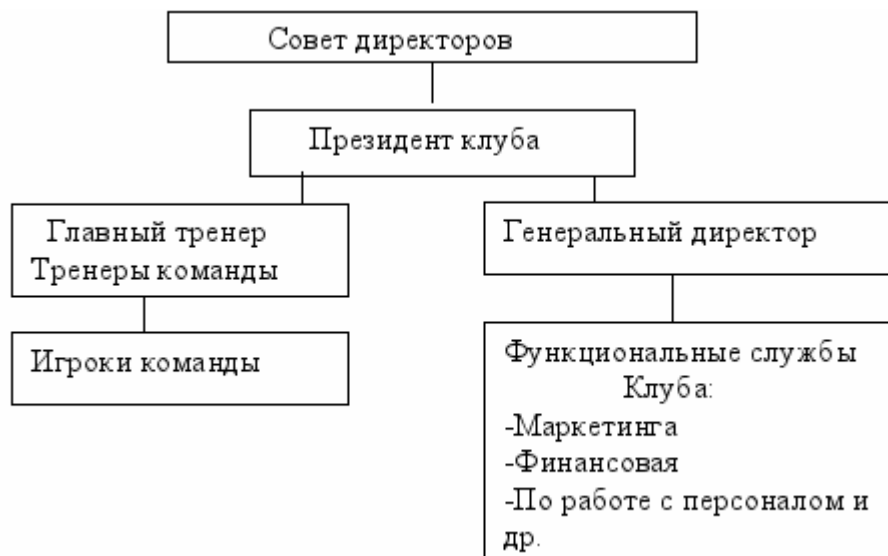 Совет директоров
Президент клуба
Главный тренер
Тренеры команды
Генеральный директор
Игроки команды
Функциональные службы
Клуба:
-Маркетинга
-Финансовая
-По работе с персоналом и
др.